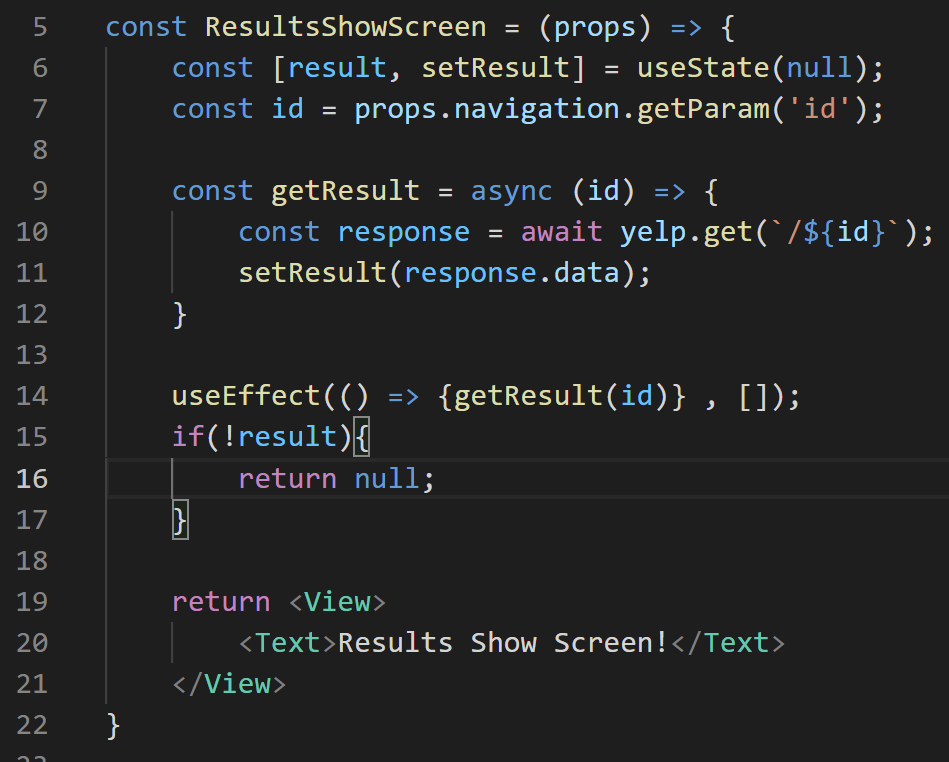 5 const ResultsShowScreen = (props) => {
6 const [result, setResult] = useState(null);
7 const id = props.navigation.getParam('id');
8
9 const getResult = async (id) => {
10 const response = await yelp.get(`/${id}`);
11 setResult(response.data);
12 }
13
14 useEffect(() => {getResult(id)} , []);
15 if(!result){
16 return null;
17 }
18
19 return <View>
20 <Text>Results Show Screen!</Text>
21 </View>
22 }